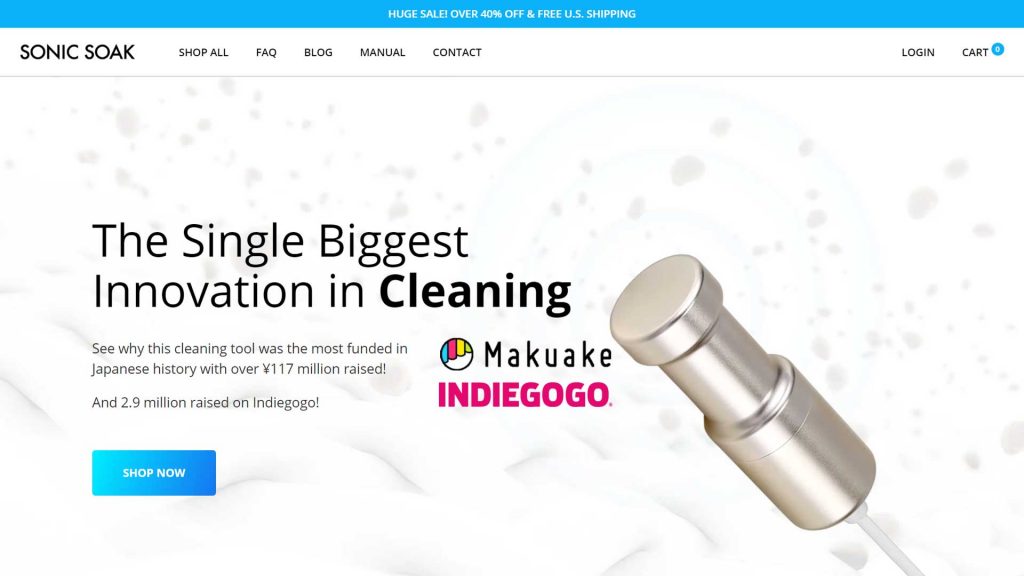 HUGE SALE! OVER 40% OFF & FREE U.S. SHIPPING
SONIC SOAK
SHOP ALL
FAQ
BLOG
MANUAL
CONTACT
LOGIN
CART 0
The Single Biggest
Innovation in Cleaning
See why this cleaning tool was the most funded in
Japanese history with over ¥117 million raised!
And 2.9 million raised on Indiegogo!
Makuake
INDIEGOGO.
SHOP NOW